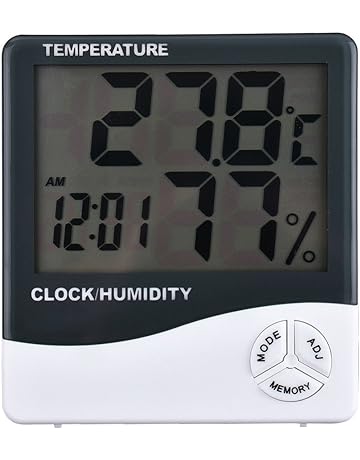 TEMPERATURE
27.8°C
AM
12:01 77%
CLOCK/HUMIDITY
MODE ADJ
MEMORY